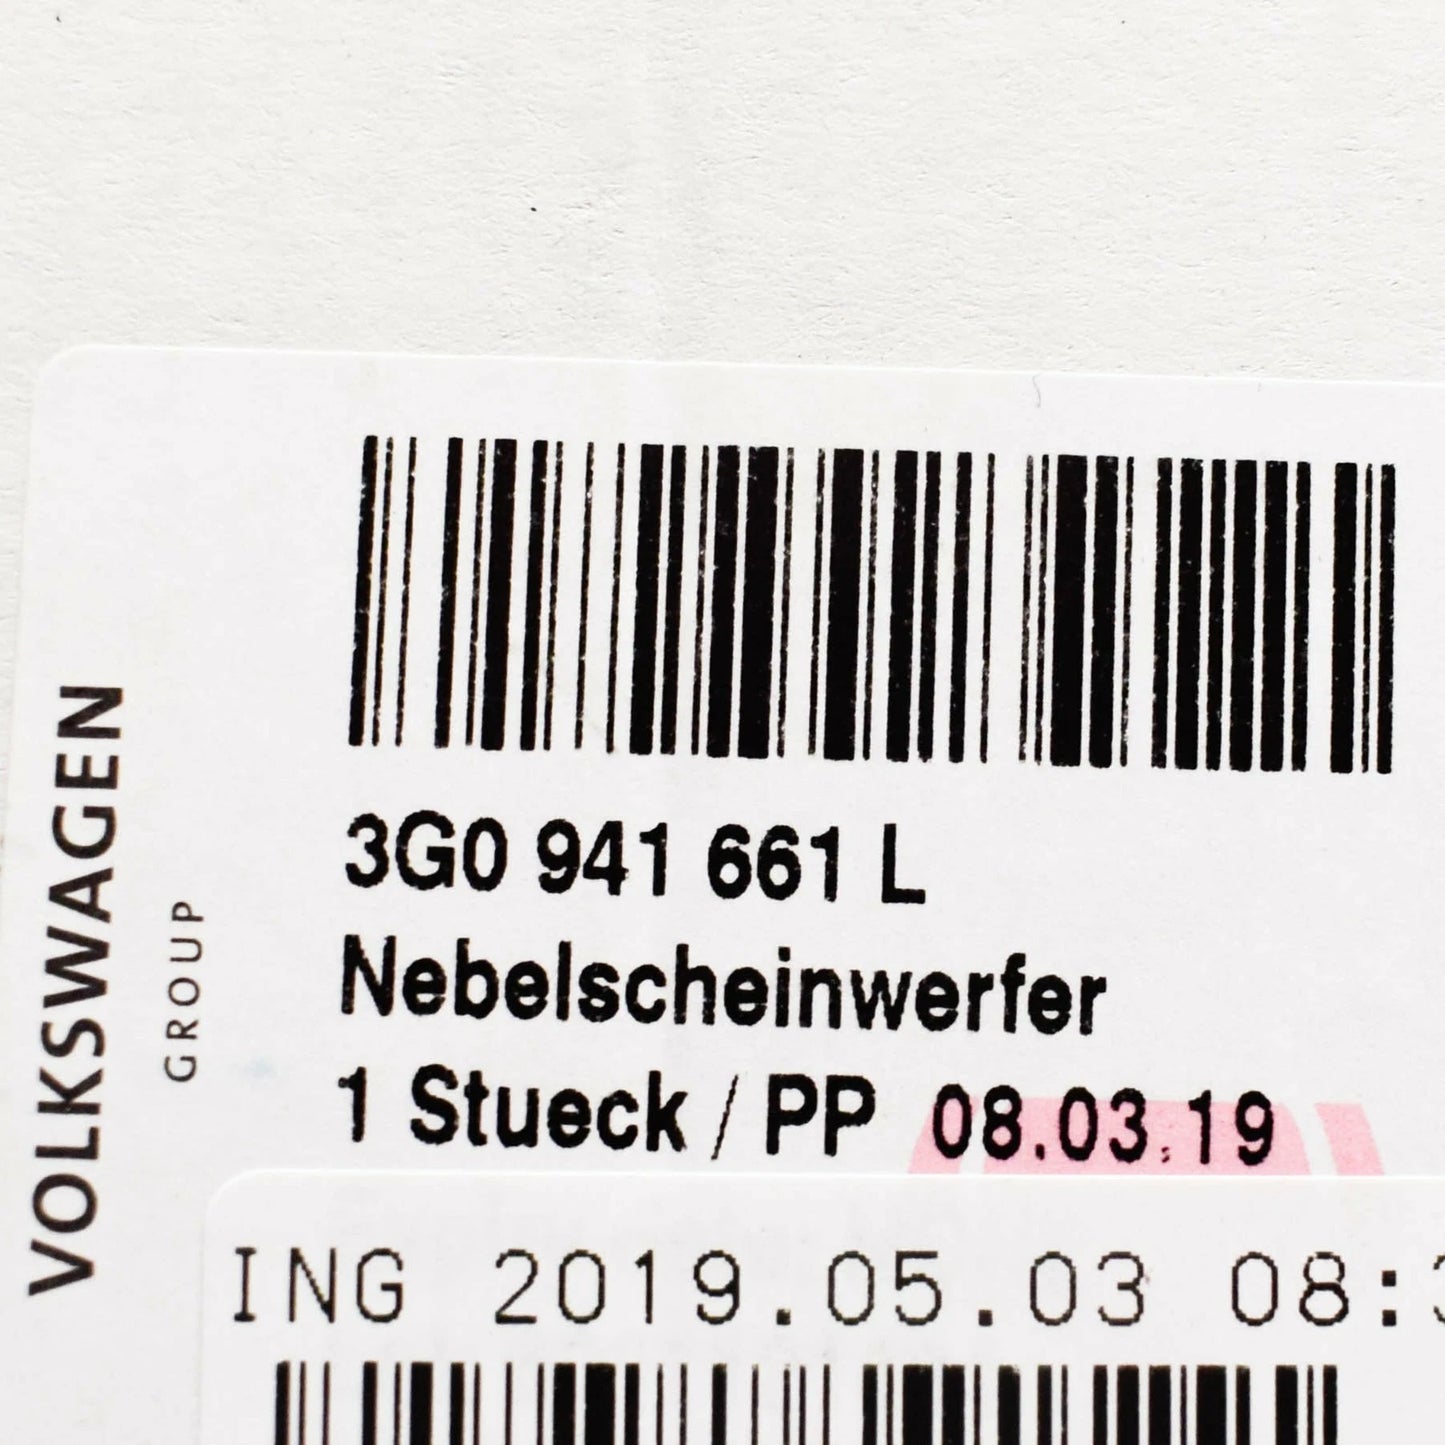 VOLKSWAGEN
GROUP
3G0 941 661 L
Nebelscheinwerfer
1 Stueck / PP 08.03.19
ING 2019.05.03 08: